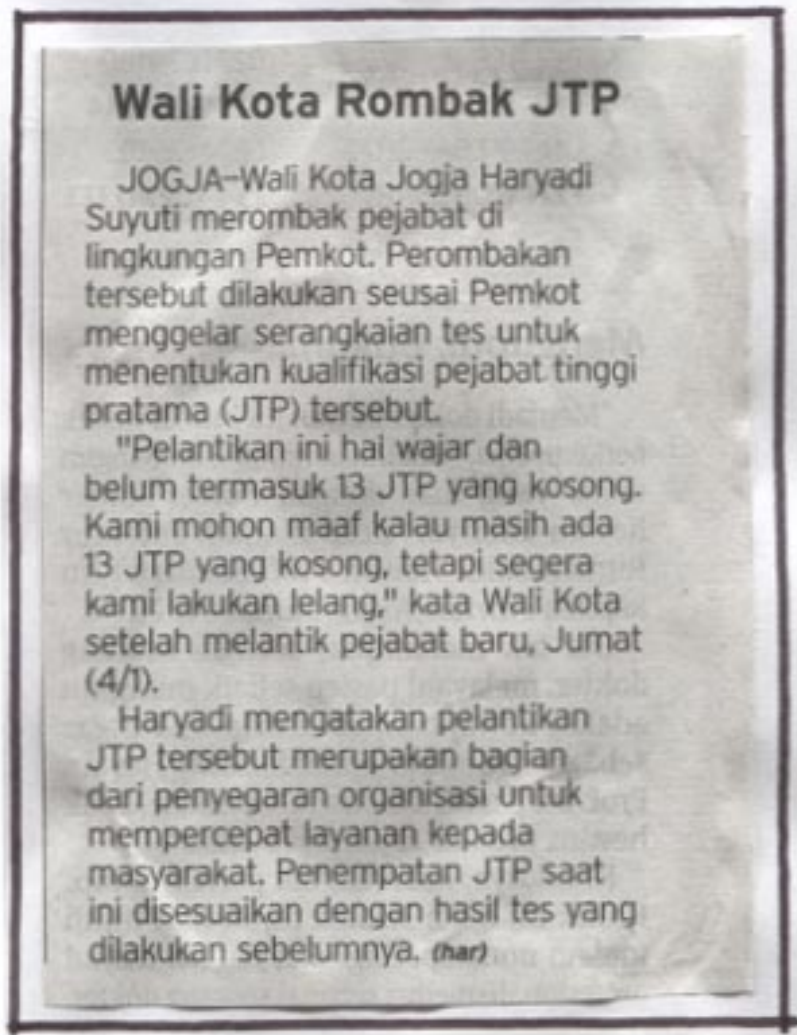 Wali Kota Rombak JTP
JOGJA–Wali Kota Jogja Haryadi
Suyuti merombak pejabat di
lingkungan Pemkot. Perombakan
tersebut dilakukan seusai Pemkot
menggelar serangkaian tes untuk
menentukan kualifikasi pejabat tinggi
pratama (JTP) tersebut.
"Pelantikan ini hal wajar dan
belum termasuk 13 JTP yang kosong.
Kami mohon maaf kalau masih ada
13 JTP yang kosong, tetapi segera
kami lakukan lelang," kata Wali Kota
setelah melantik pejabat baru, Jumat
(4/1).
Haryadi mengatakan pelantikan
JTP tersebut merupakan bagian
dari penyegaran organisasi untuk
mempercepat layanan kepada
masyarakat. Penempatan JTP saat
ini disesuaikan dengan hasil tes yang
dilakukan sebelumnya. (har)